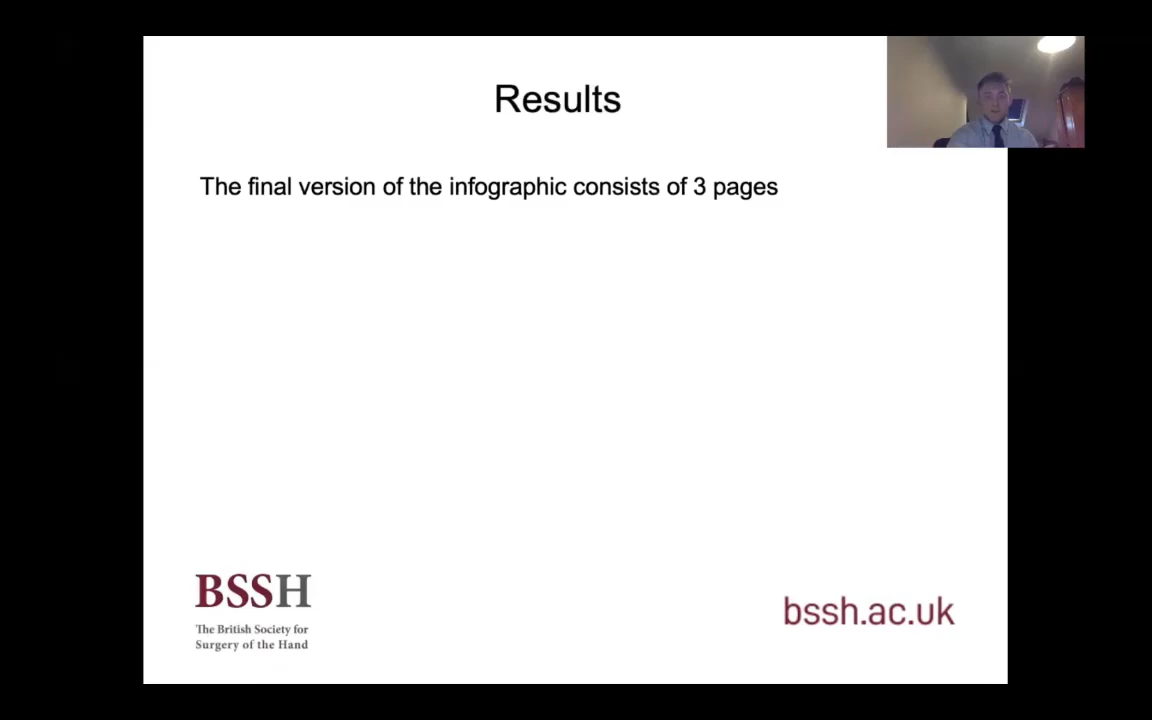 Results
The final version of the infographic consists of 3 pages
BSSH
The British Society for
Surgery of the Hand
bssh.ac.uk